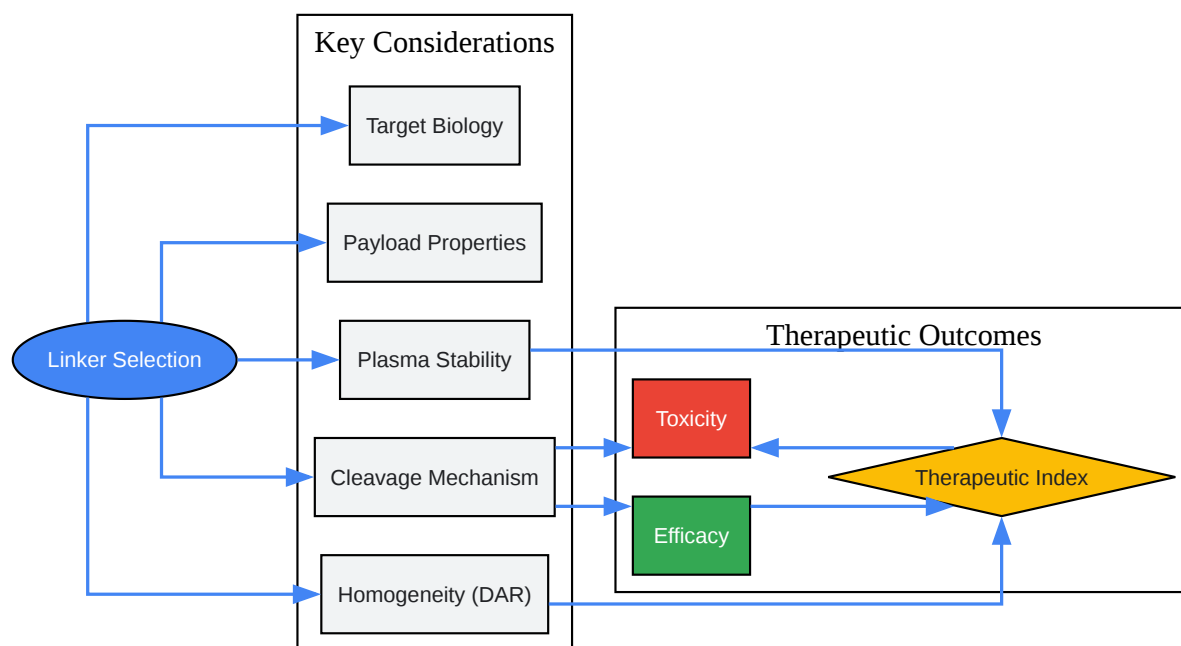 Key Considerations
Target Biology
Payload Properties
Linker Selection
Plasma Stability
Cleavage Mechanism
Homogeneity (DAR)
Therapeutic Outcomes
Toxicity
Efficacy
Therapeutic Index